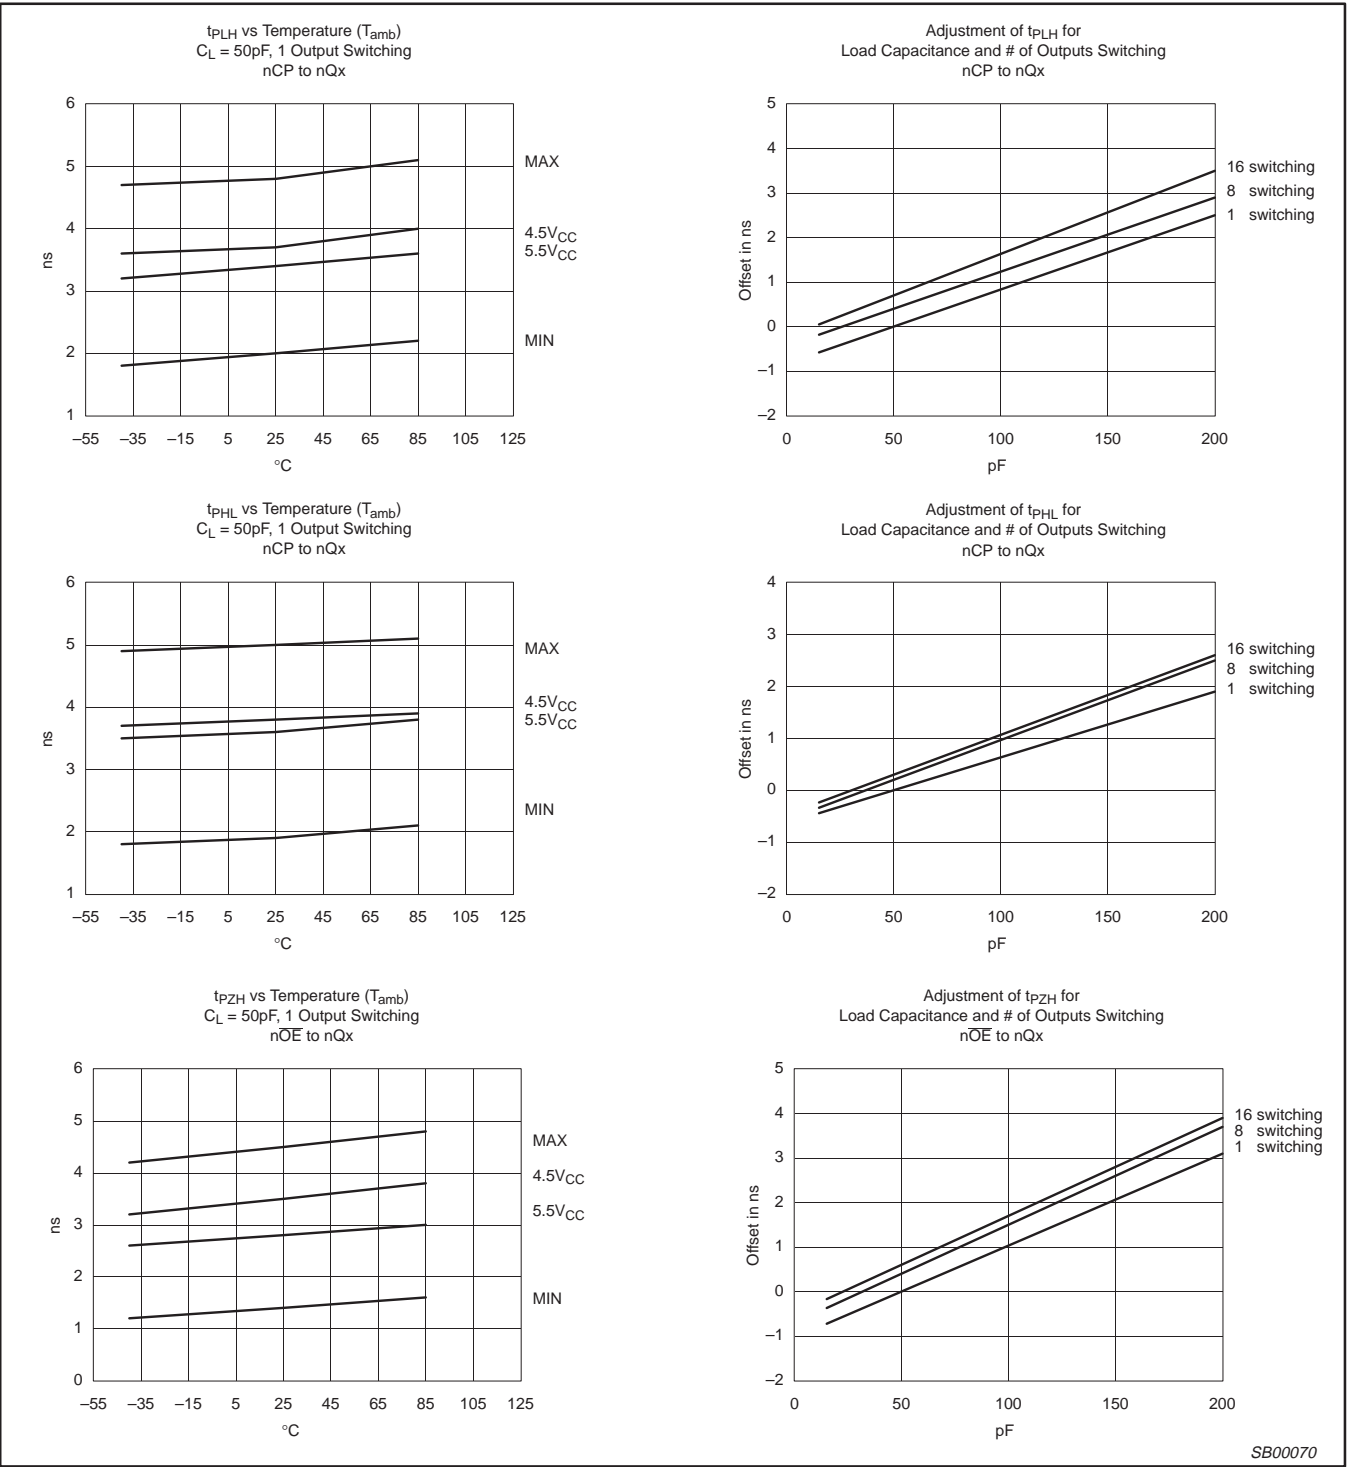 tPLH vs Temperature (Tamb)
CL = 50pF, 1 Output Switching
nCP to nQx
6
5
4
3
2
1
ns
MAX
4.5VCC
5.5VCC
MIN
–55 –35 –15 5 25 45 65 85 105 125
°C
Adjustment of tPLH for
Load Capacitance and # of Outputs Switching
nCP to nQx
5
4
3
2
1
0
–1
–2
Offset in ns
16 switching
8 switching
1 switching
0 50 100 150 200
pF
tPHL vs Temperature (Tamb)
CL = 50pF, 1 Output Switching
nCP to nQx
6
5
4
3
2
1
ns
MAX
4.5VCC
5.5VCC
MIN
–55 –35 –15 5 25 45 65 85 105 125
°C
Adjustment of tPHL for
Load Capacitance and # of Outputs Switching
nCP to nQx
4
3
2
1
0
–1
–2
Offset in ns
16 switching
8 switching
1 switching
0 50 100 150 200
pF
tPZH vs Temperature (Tamb)
CL = 50pF, 1 Output Switching
nO̅E̅ to nQx
6
5
4
3
2
1
0
ns
MAX
4.5VCC
5.5VCC
MIN
–55 –35 –15 5 25 45 65 85 105 125
°C
Adjustment of tPZH for
Load Capacitance and # of Outputs Switching
nO̅E̅ to nQx
5
4
3
2
1
0
–1
–2
Offset in ns
16 switching
8 switching
1 switching
0 50 100 150 200
pF
SB00070